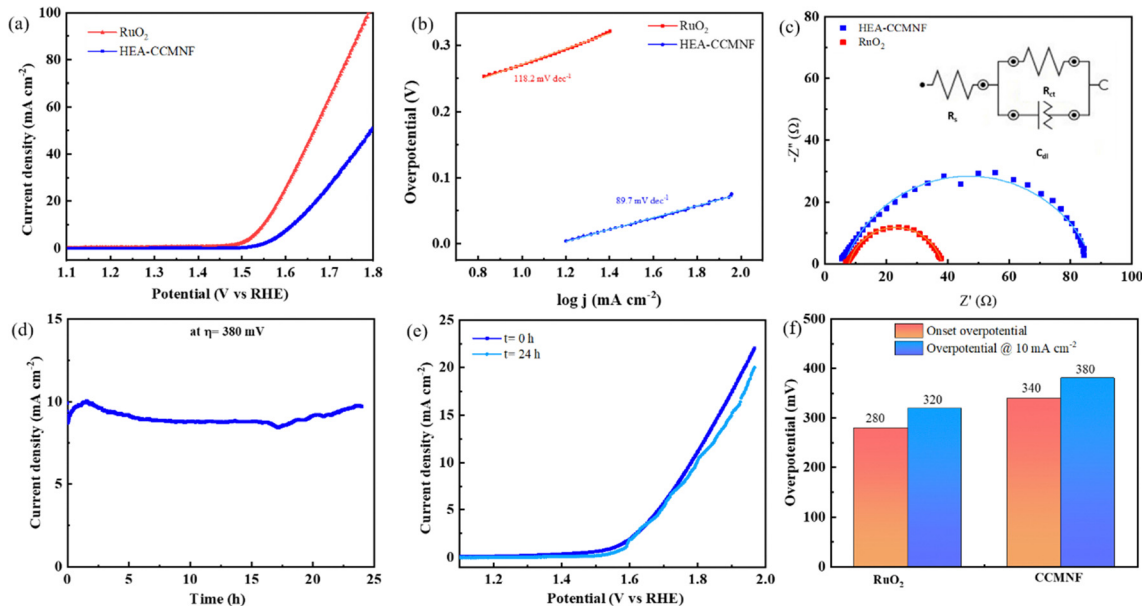 (a)
RuO₂
HEA-CCMNF
Current density (mA cm⁻²)
100
80
60
40
20
0
1.1 1.2 1.3 1.4 1.5 1.6 1.7 1.8
Potential (V vs RHE)
(b)
RuO₂
HEA-CCMNF
118.2 mV dec⁻¹
89.7 mV dec⁻¹
Overpotential (V)
0.3
0.2
0.1
0.0
0.8 1.0 1.2 1.4 1.6 1.8 2.0
log j (mA cm⁻²)
(c)
HEA-CCMNF
RuO₂
Rs
Rct
Cdl
-Z" (Ω)
80
60
40
20
0
0 20 40 60 80 100
Z' (Ω)
(d)
at η= 380 mV
Current density (mA cm⁻²)
15
10
5
0
0 5 10 15 20 25
Time (h)
(e)
t= 0 h
t= 24 h
Current density (mA cm⁻²)
25
20
15
10
5
0
1.2 1.4 1.6 1.8 2.0
Potential (V vs RHE)
(f)
Onset overpotential
Overpotential @ 10 mA cm⁻²
280
320
340
380
Overpotential (mV)
500
400
300
200
100
0
RuO₂ CCMNF